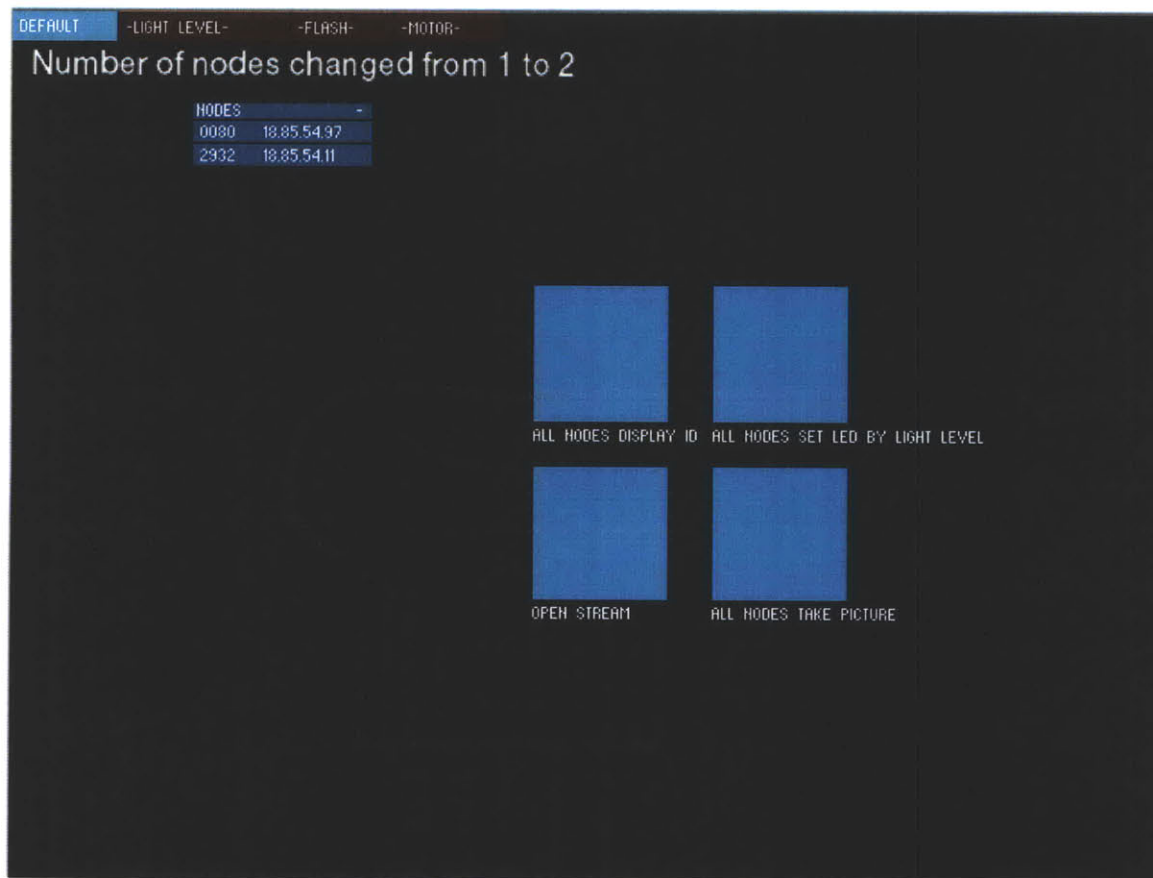 DEFAULT -LIGHT LEVEL- -FLASH- -MOTOR-
Number of nodes changed from 1 to 2
NODES -
0080 18.85.54.97
2932 18.85.54.11
ALL NODES DISPLAY ID ALL NODES SET LED BY LIGHT LEVEL
OPEN STREAM ALL NODES TAKE PICTURE